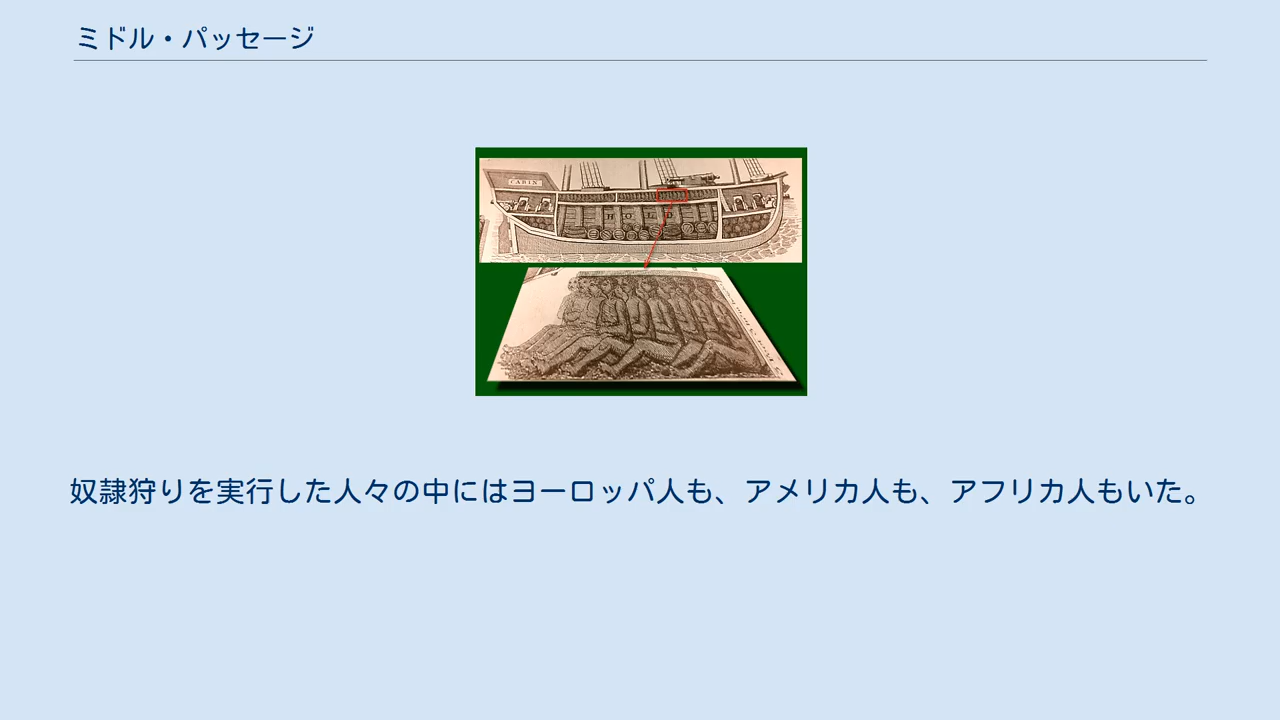 ミドル・パッセージ
CABIN
HOLD
奴隷狩りを実行した人々の中にはヨーロッパ人も、アメリカ人も、アフリカ人もいた。